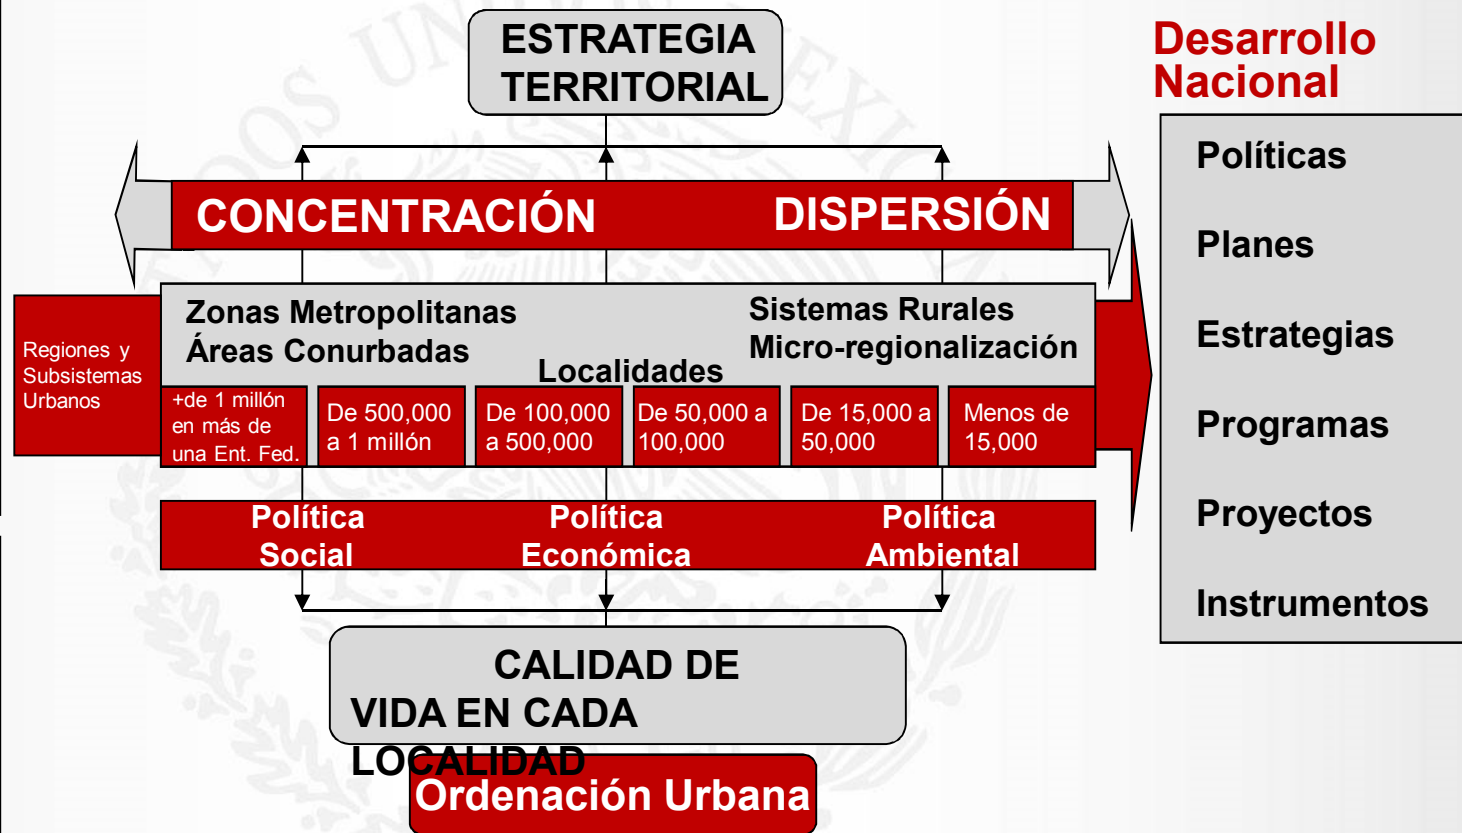 ESTRATEGIA
TERRITORIAL
Desarrollo
Nacional
CONCENTRACIÓN
DISPERSIÓN
Políticas
Planes
Estrategias
Programas
Proyectos
Instrumentos
Regiones y
Subsistemas
Urbanos
Zonas Metropolitanas
Áreas Conurbadas
Localidades
Sistemas Rurales
Micro-regionalización
+de 1 millón
en más de
una Ent. Fed.
De 500,000
a 1 millón
De 100,000
a 500,000
De 50,000 a
100,000
De 15,000 a
50,000
Menos de
15,000
Política
Social
Política
Económica
Política
Ambiental
CALIDAD DE
VIDA EN CADA
LOCALIDAD
Ordenación Urbana